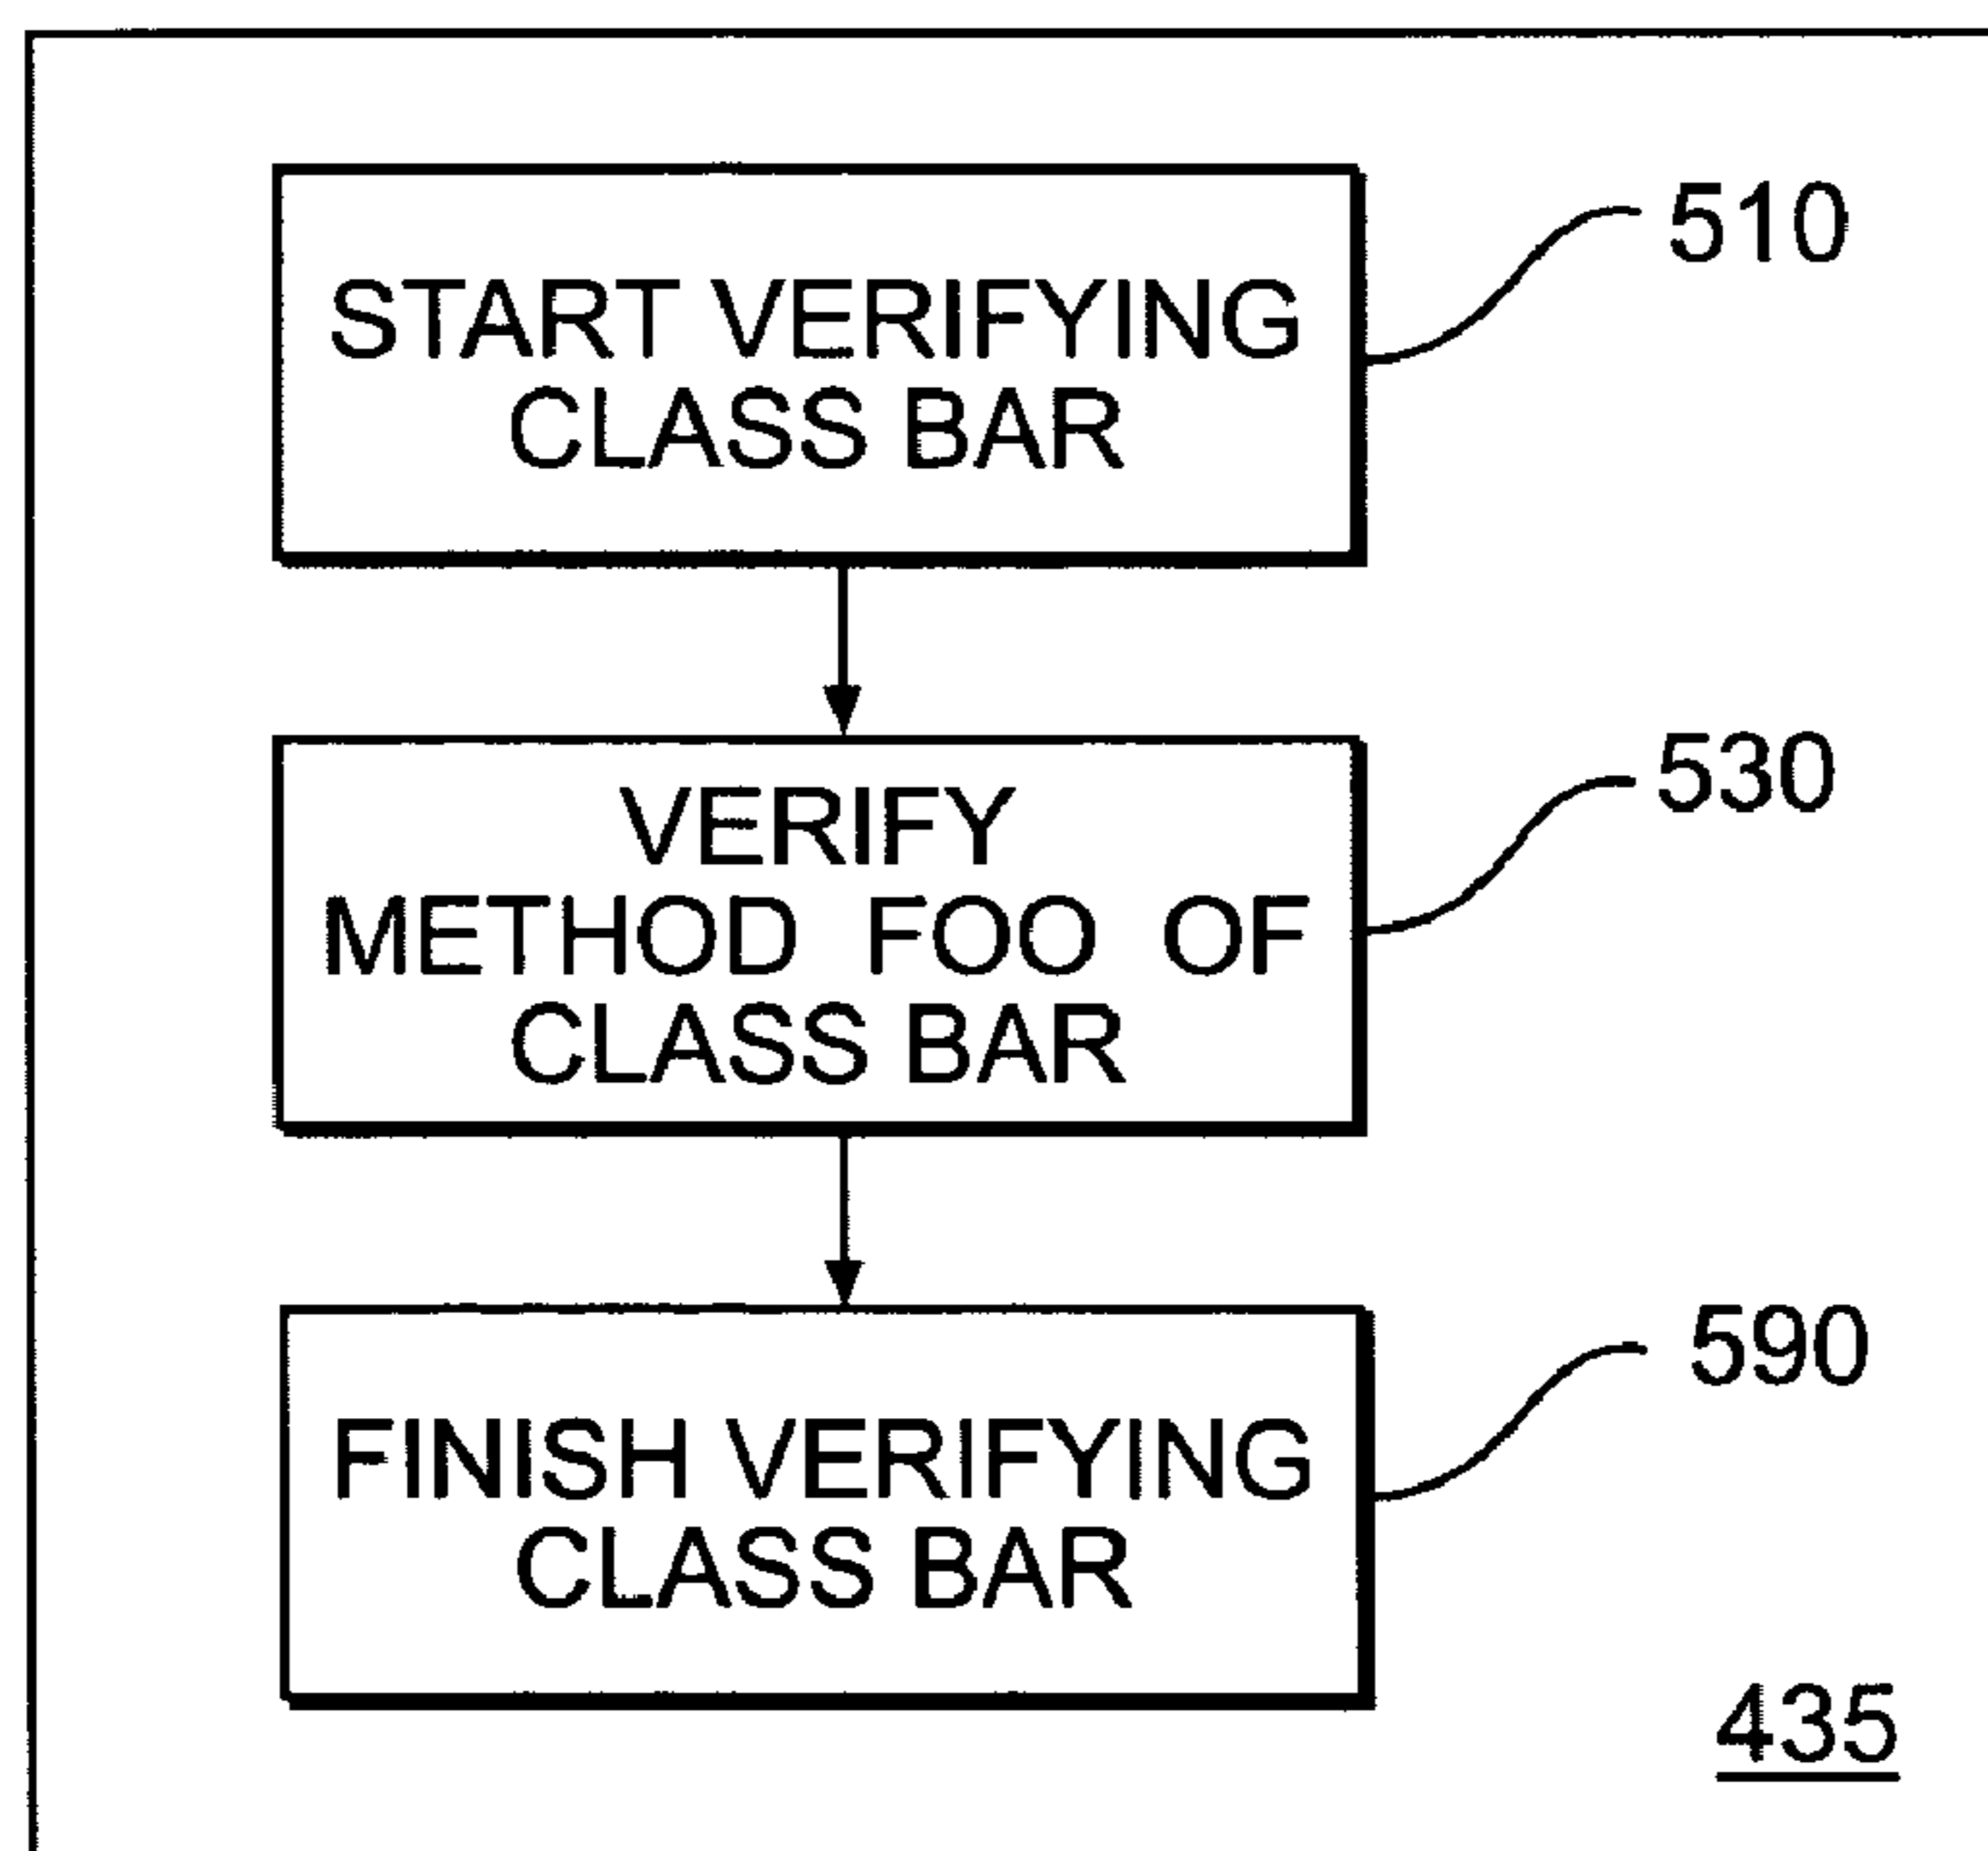 START VERIFYING
CLASS BAR
510
VERIFY
METHOD FOO OF
CLASS BAR
530
FINISH VERIFYING
CLASS BAR
590
435